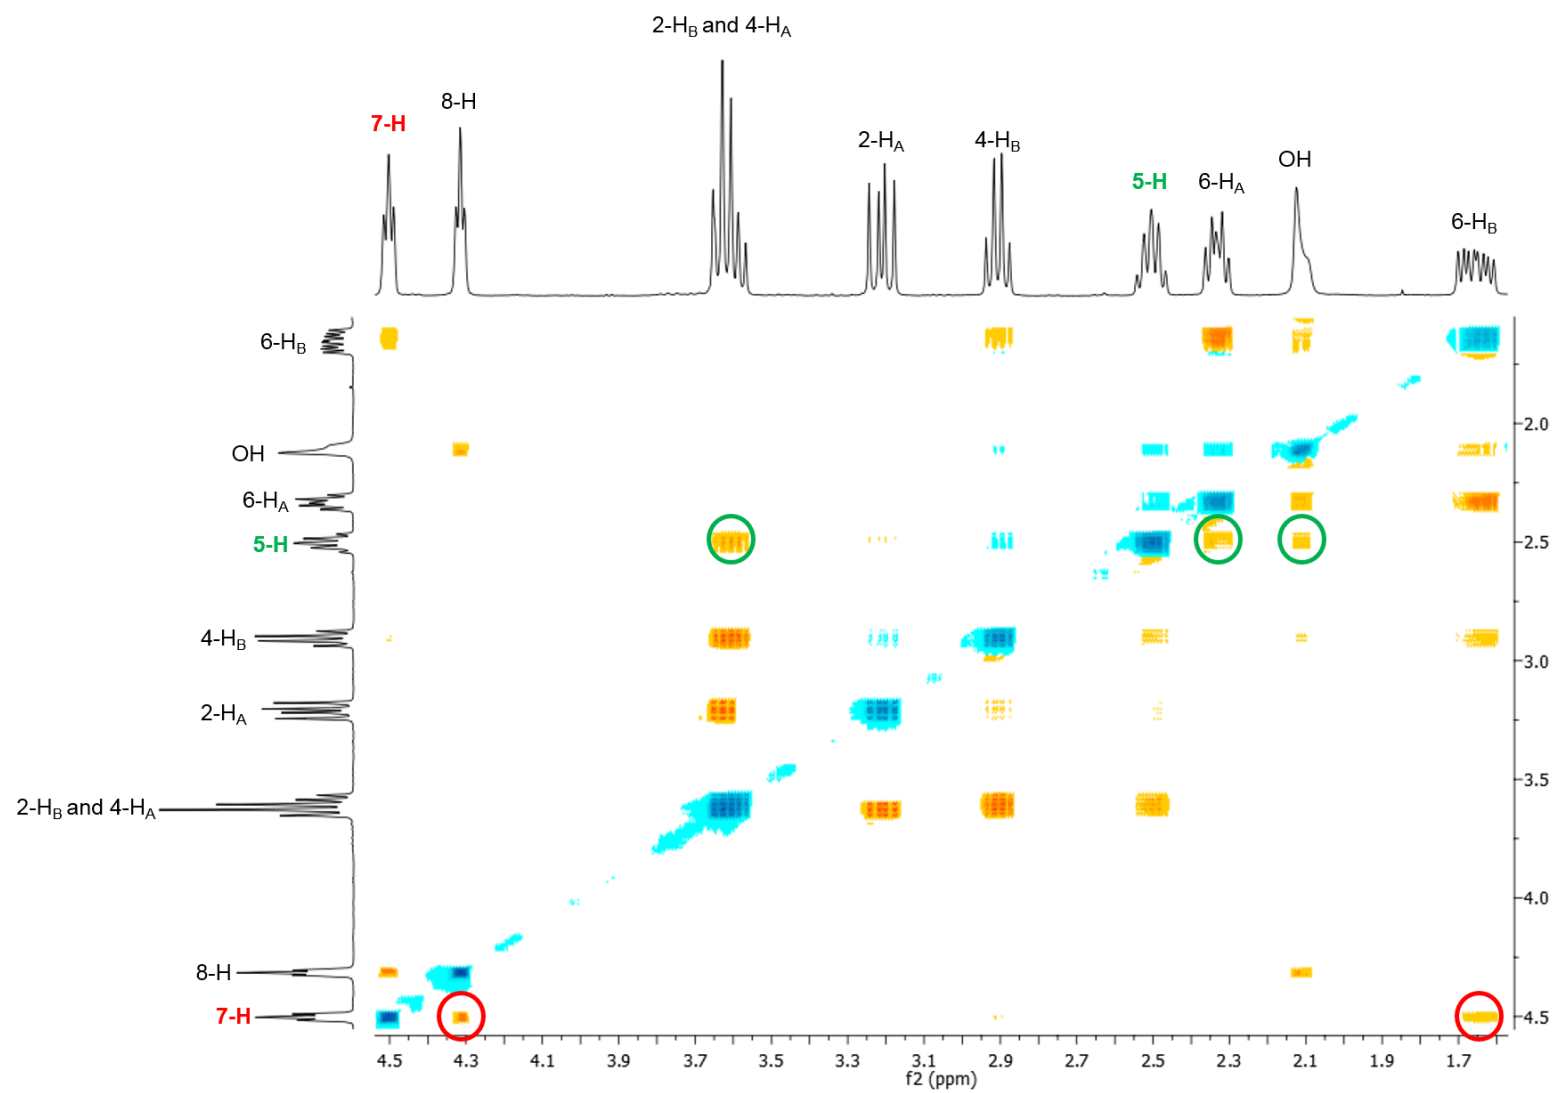 2-HB and 4-HA
8-H
7-H
2-HA
4-HB
OH
5-H
6-HA
6-HB
6-HB
OH
6-HA
5-H
4-HB
2-HA
2-HB and 4-HA
8-H
7-H
2.0
2.5
3.0
3.5
4.0
4.5
4.5 4.3 4.1 3.9 3.7 3.5 3.3 3.1 2.9 2.7 2.5 2.3 2.1 1.9 1.7
f2 (ppm)